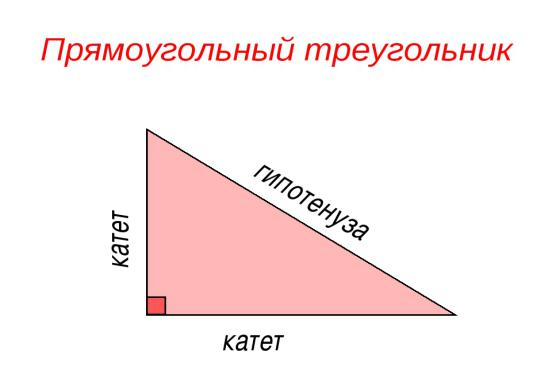 Прямоугольный треугольник
гипотенуза
катет
катет